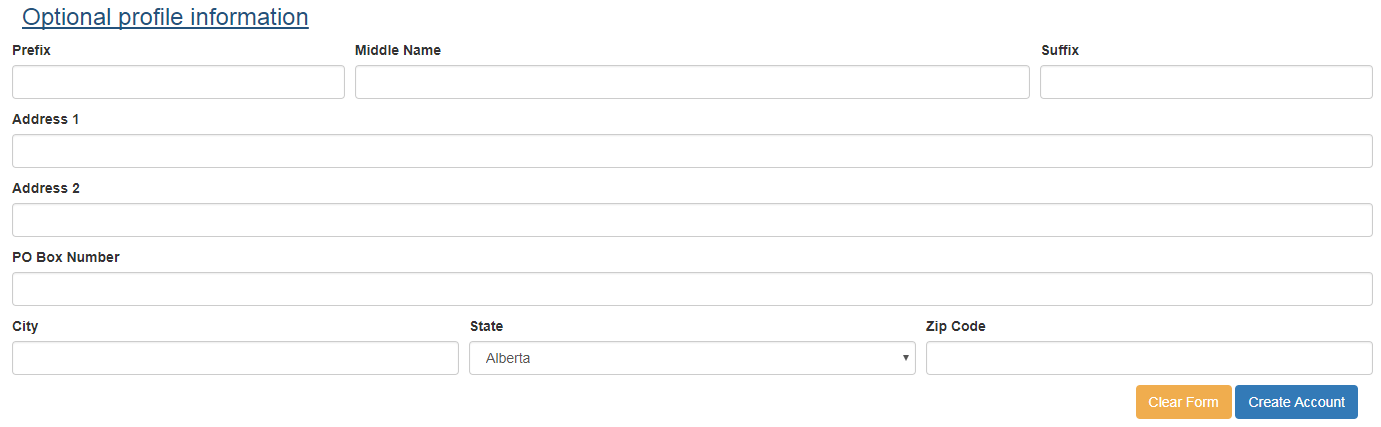 Optional profile information
Prefix Middle Name Suffix
Address 1
Address 2
PO Box Number
City State Zip Code
Alberta
Clear Form Create Account